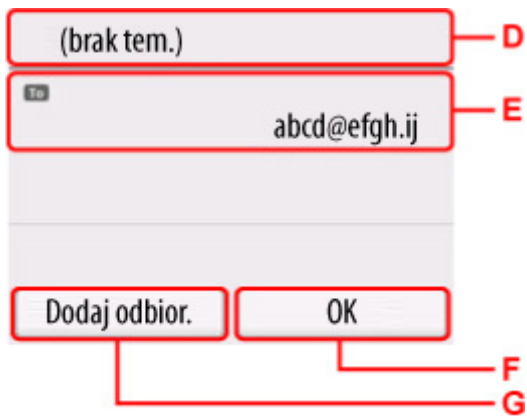 (brak tem.)
D
To
E
abcd@efgh.ij
Dodaj odbior.
OK
F
G